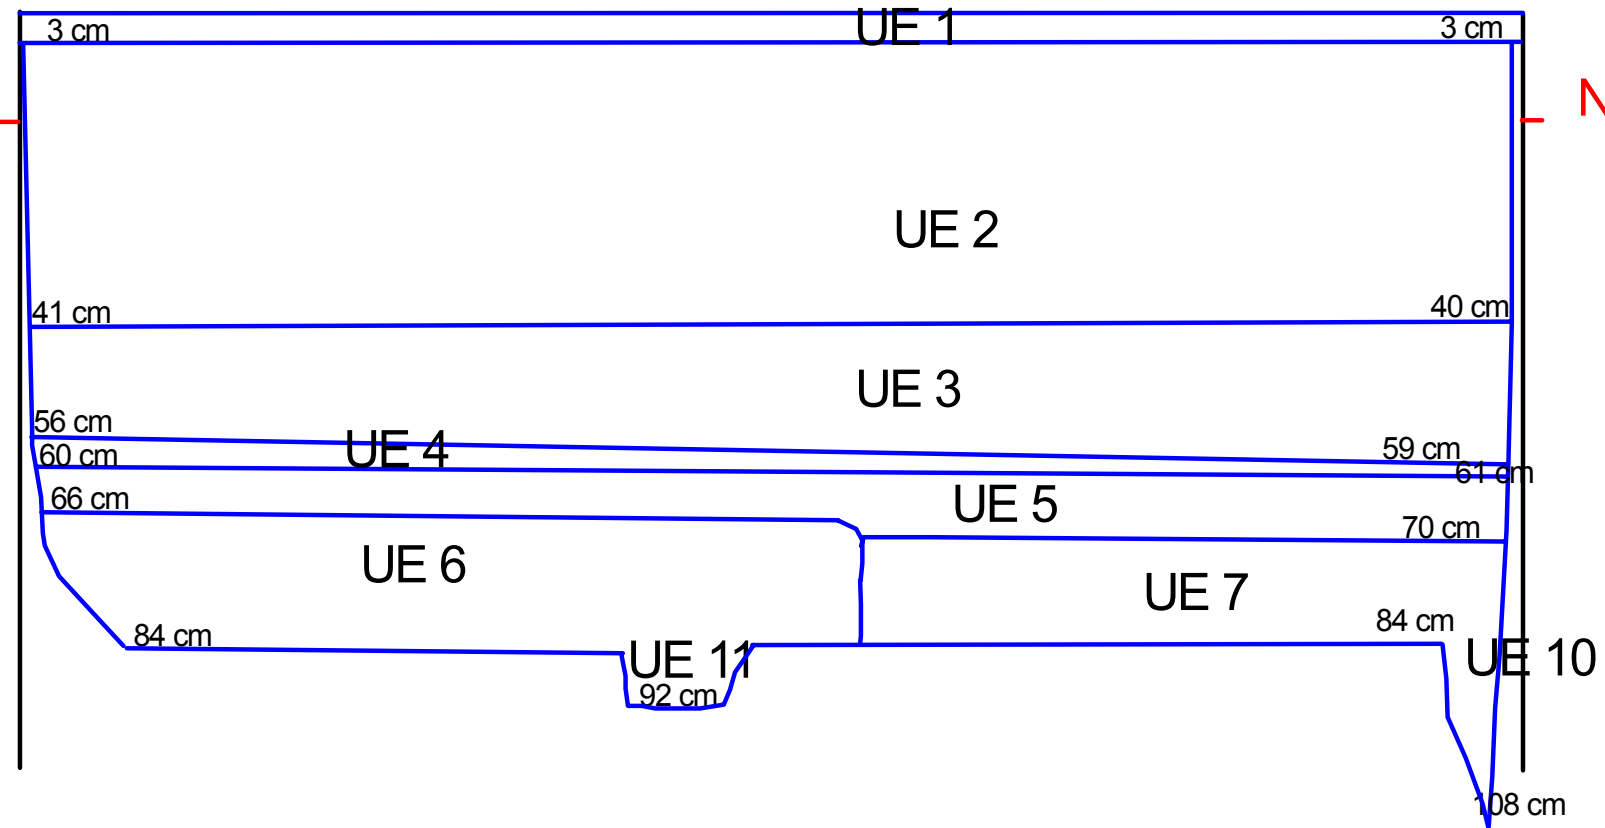 3 cm UE 1 3 cm
N
UE 2
41 cm 40 cm
UE 3
56 cm UE 4 59 cm
60 cm 61 cm
66 cm UE 5 70 cm
UE 6 UE 7
84 cm 84 cm
UE 11 UE 10
92 cm
108 cm